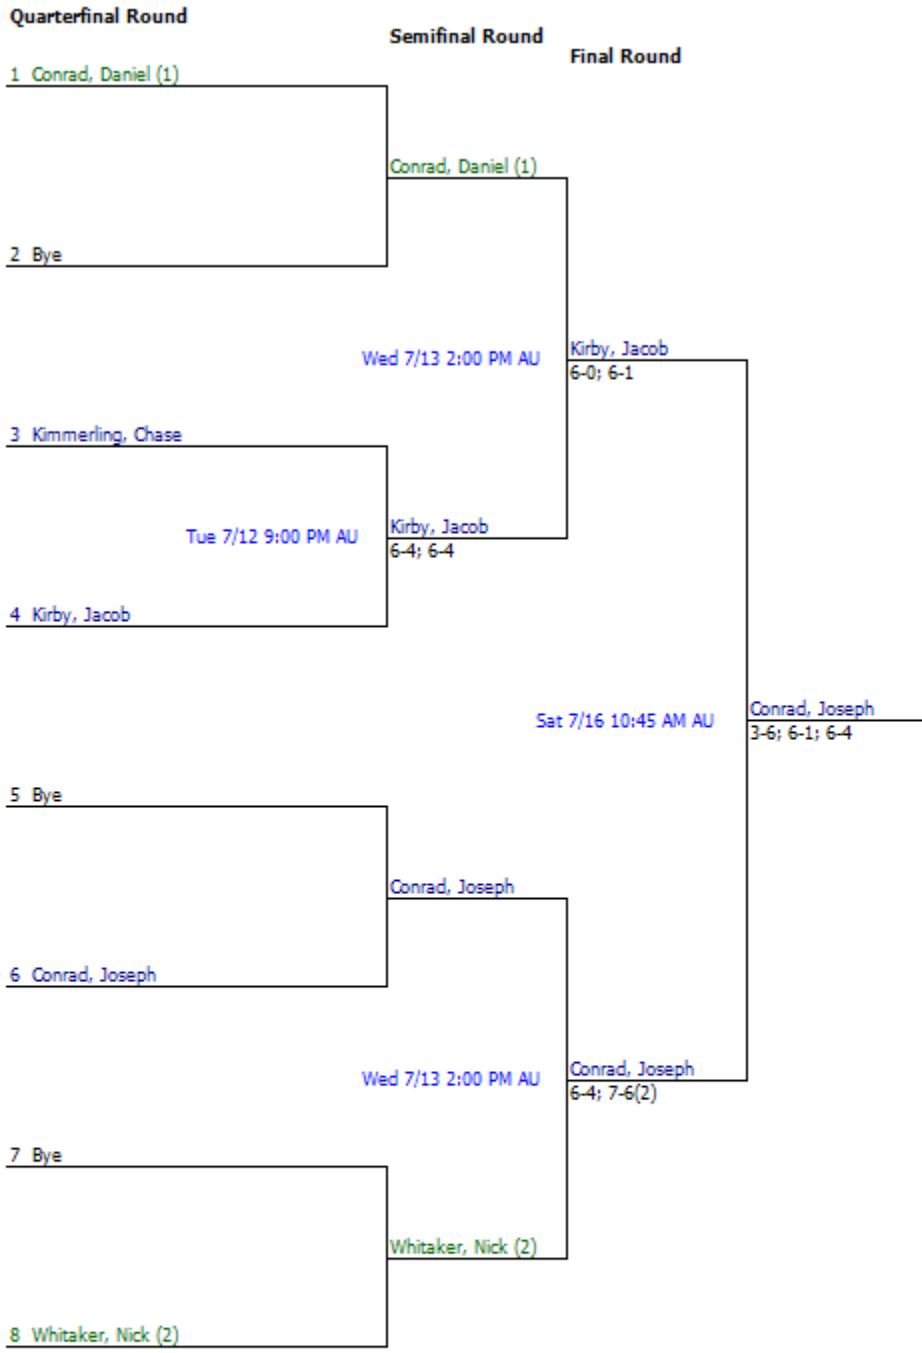 Quarterfinal Round
Semifinal Round
Final Round
1 Conrad, Daniel (1)
Conrad, Daniel (1)
2 Bye
Wed 7/13 2:00 PM AU
Kirby, Jacob
6-0; 6-1
3 Kimmerling, Chase
Tue 7/12 9:00 PM AU
Kirby, Jacob
6-4; 6-4
4 Kirby, Jacob
Sat 7/16 10:45 AM AU
Conrad, Joseph
3-6; 6-1; 6-4
5 Bye
Conrad, Joseph
6 Conrad, Joseph
Wed 7/13 2:00 PM AU
Conrad, Joseph
6-4; 7-6(2)
7 Bye
Whitaker, Nick (2)
8 Whitaker, Nick (2)